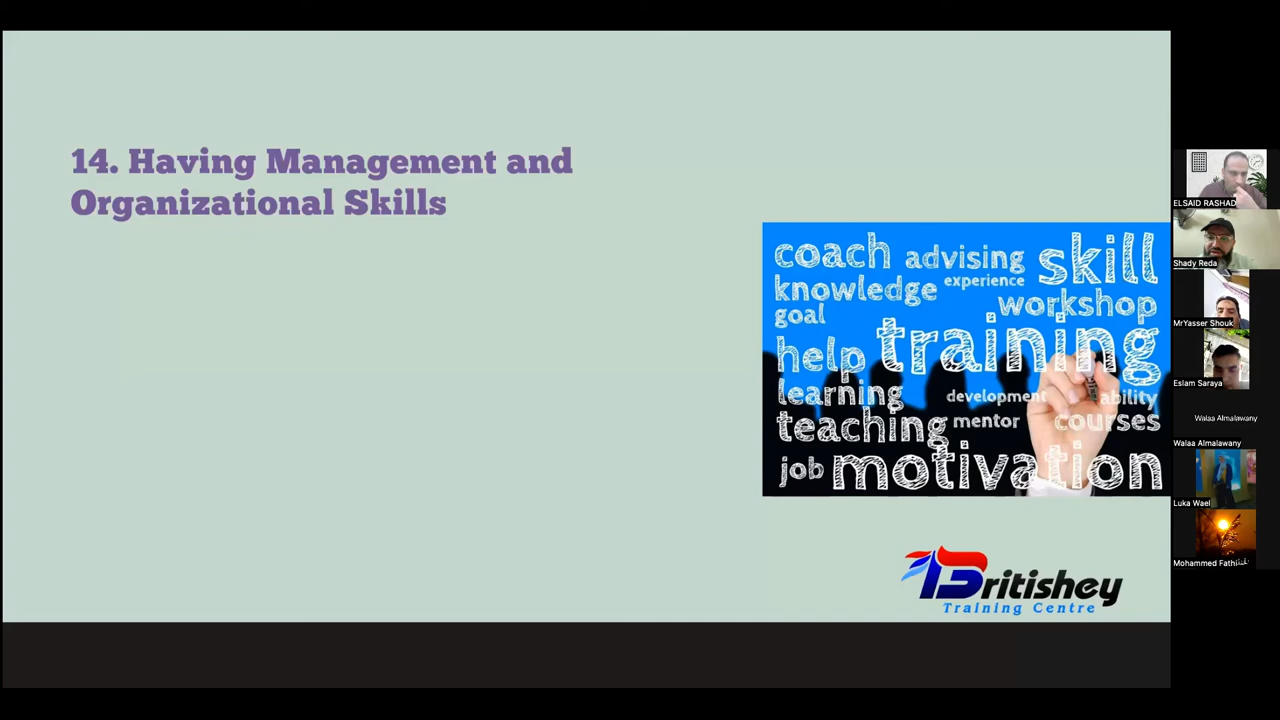 14. Having Management and
Organizational Skills
coach advising skill
knowledge experience
goal workshop
help training
learning development ability
teaching mentor courses
job motivation
Britishey
Training Centre
ELSAID RASHAD
Shady Reda
MrYasser Shouk
Eslam Saraya
Walaa Almalawany
Walaa Almalawany
Luka Wael
Mohammed Fathi